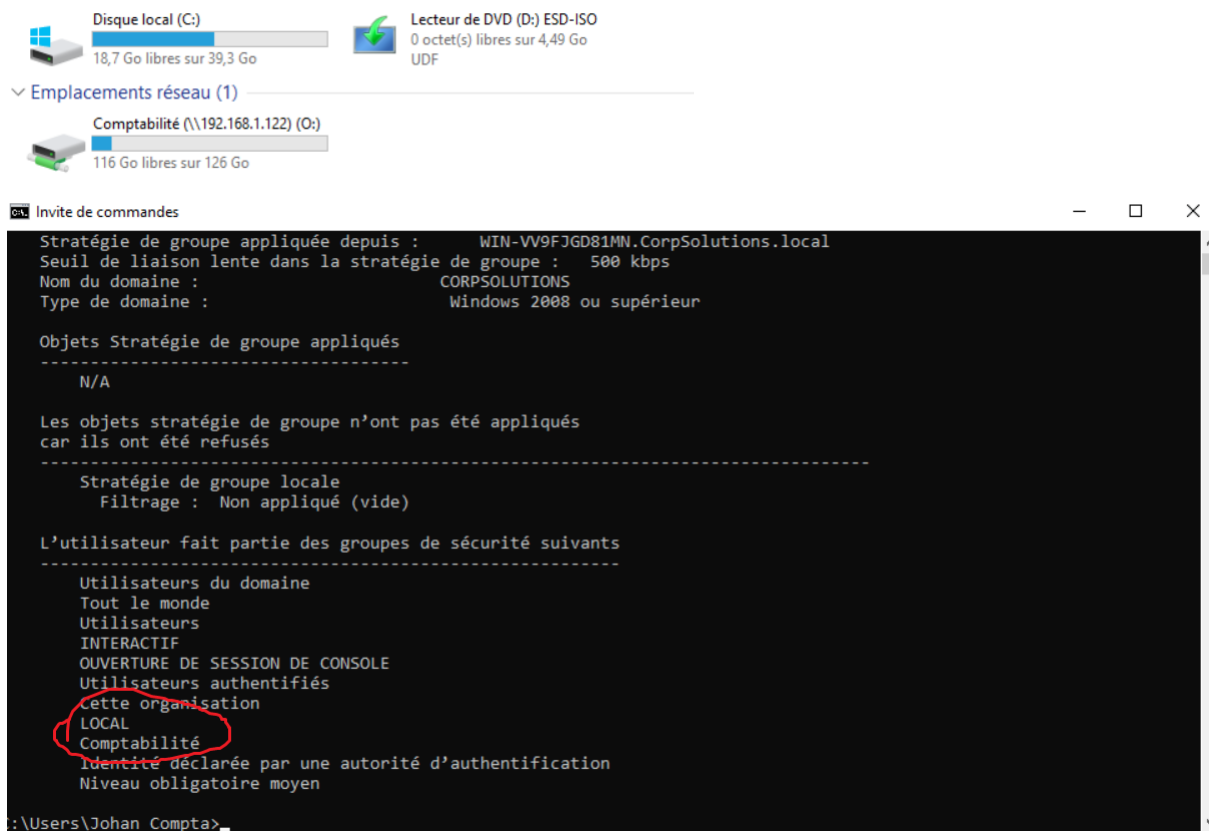 Disque local (C:)
18,7 Go libres sur 39,3 Go
Lecteur de DVD (D:) ESD-ISO
0 octet(s) libres sur 4,49 Go
UDF
Emplacements réseau (1)
Comptabilité (\\192.168.1.122) (O:)
116 Go libres sur 126 Go
Invite de commandes
Stratégie de groupe appliquée depuis :      WIN-VV9FJGD81MN.CorpSolutions.local
Seuil de liaison lente dans la stratégie de groupe :   500 kbps
Nom du domaine :                        CORPSOLUTIONS
Type de domaine :                        Windows 2008 ou supérieur
Objets Stratégie de groupe appliqués
-------------------------------------
N/A
Les objets stratégie de groupe n’ont pas été appliqués
car ils ont été refusés
-----------------------------------------------------------------------------------
Stratégie de groupe locale
Filtrage :  Non appliqué (vide)
L’utilisateur fait partie des groupes de sécurité suivants
----------------------------------------------------------
Utilisateurs du domaine
Tout le monde
Utilisateurs
INTERACTIF
OUVERTURE DE SESSION DE CONSOLE
Utilisateurs authentifiés
Cette organisation
LOCAL
Comptabilité
Identité déclarée par une autorité d’authentification
Niveau obligatoire moyen
:\Users\Johan Compta>_